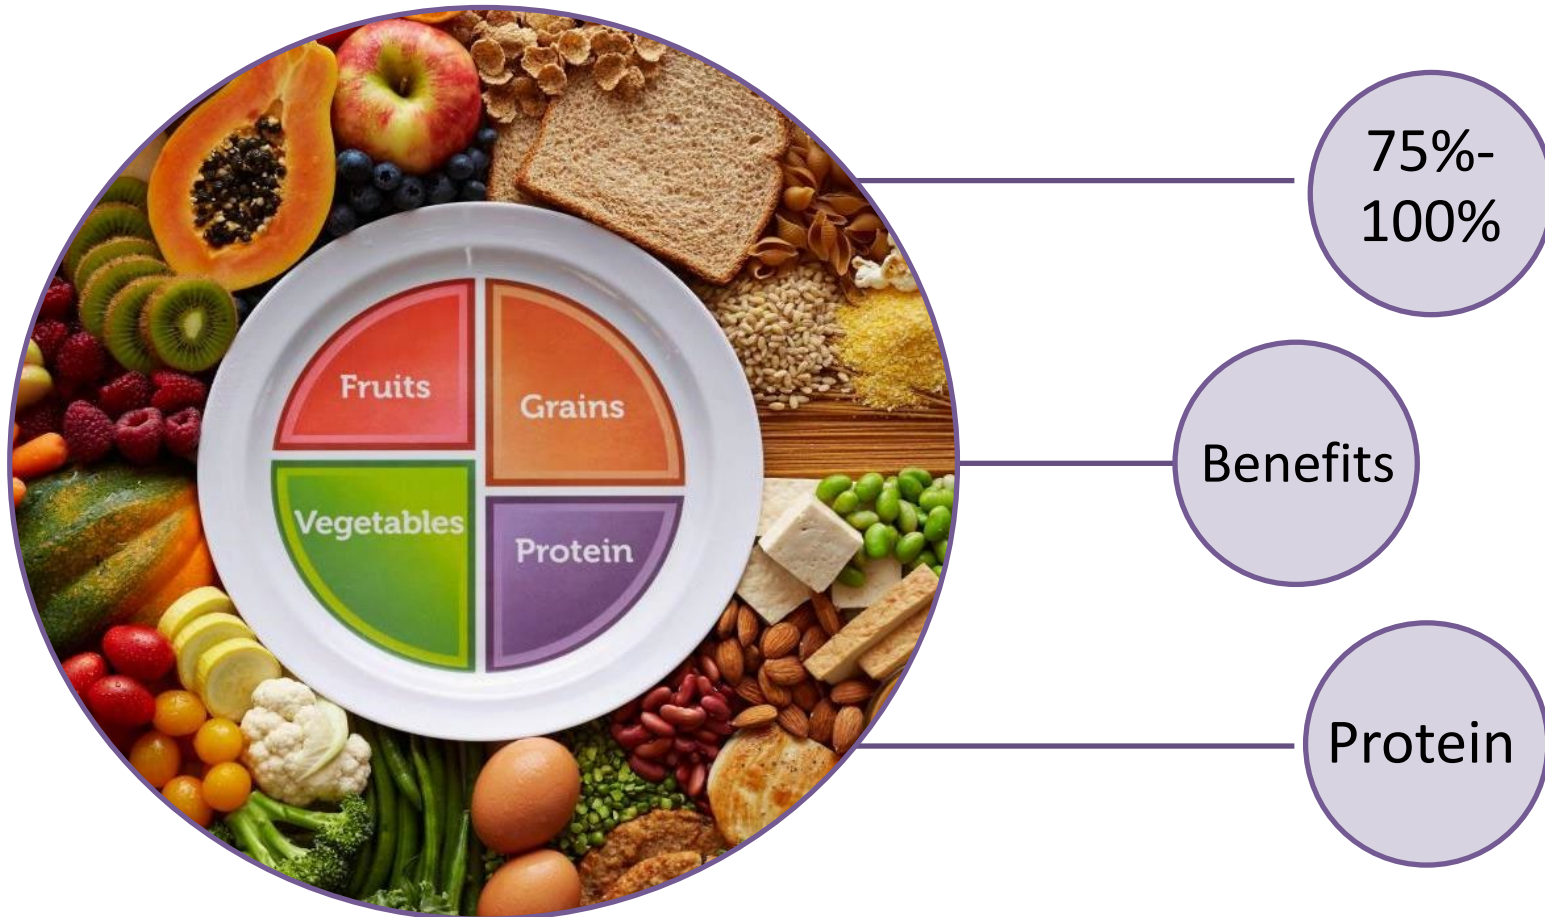 Fruits
Grains
Vegetables
Protein
75%-
100%
Benefits
Protein